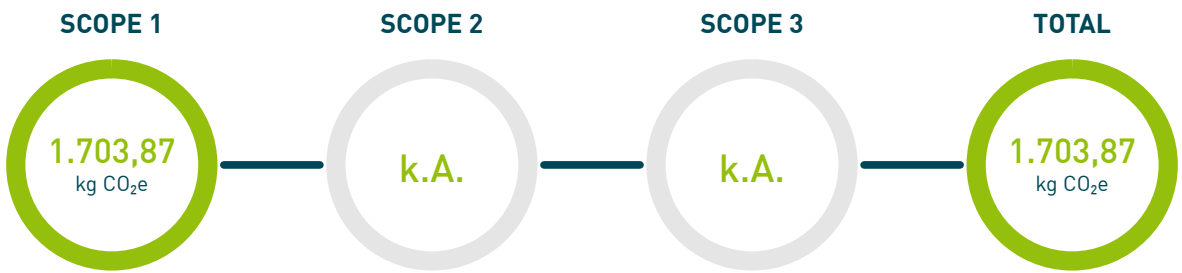 SCOPE 1
1.703,87
kg CO₂e
SCOPE 2
k.A.
SCOPE 3
k.A.
TOTAL
1.703,87
kg CO₂e